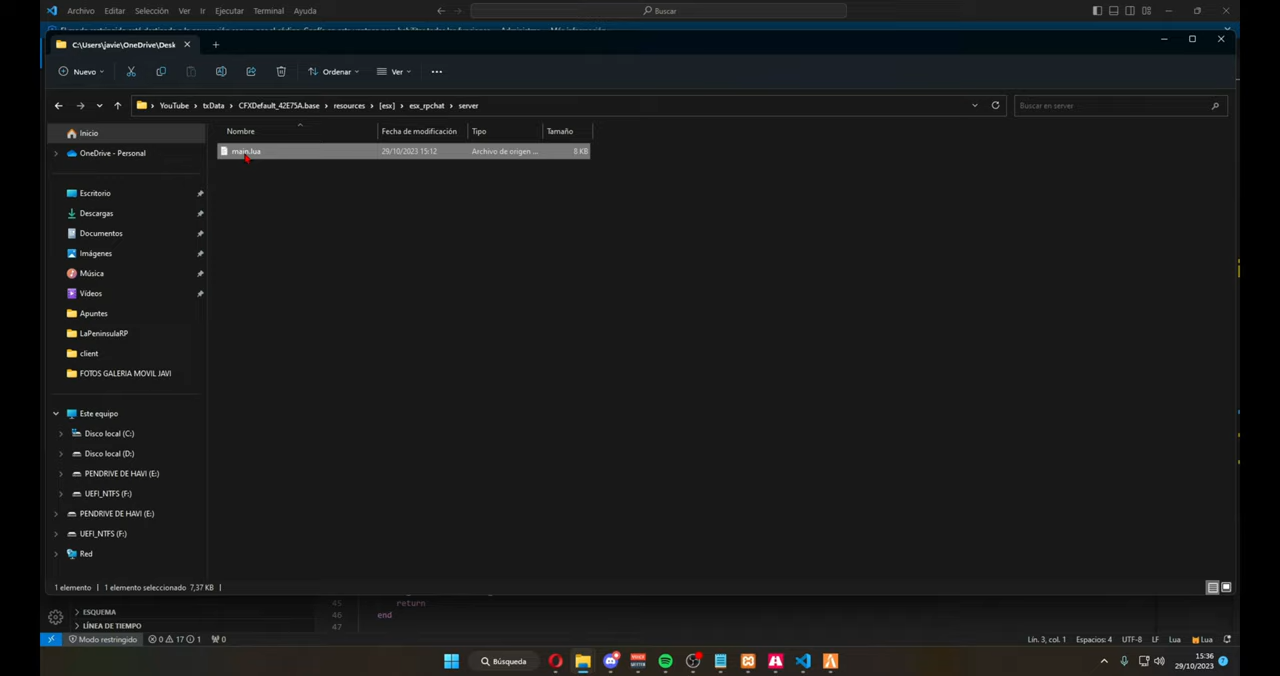 Archivo Editar Selección Ver Ir Ejecutar Terminal Ayuda Buscar
C:\Users\javie\OneDrive\Desk
Nuevo Ordenar Ver
YouTube > txData > CFXDefault_42E75A.base > resources > [esx] > esx_rpchat > server Buscar en server
Nombre Fecha de modificación Tipo Tamaño
main.lua 29/10/2023 15:12 Archivo de origen ... 8 KB
Inicio
OneDrive - Personal
Escritorio
Descargas
Documentos
Imágenes
Música
Vídeos
Apuntes
LaPeninsulaRP
client
FOTOS GALERIA MOVIL JAVI
Este equipo
Disco local (C:)
Disco local (D:)
PENDRIVE DE HAVI (E:)
UEFI_NTFS (F:)
PENDRIVE DE HAVI (E:)
UEFI_NTFS (F:)
Red
1 elemento 1 elemento seleccionado 7,37 KB
45 return
ESQUEMA 46 end
LÍNEA DE TIEMPO 47
Modo restringido 0 17 1 0 Lín. 3, col. 1 Espacios: 4 UTF-8 LF Lua Lua
Búsqueda 15:36
29/10/2023